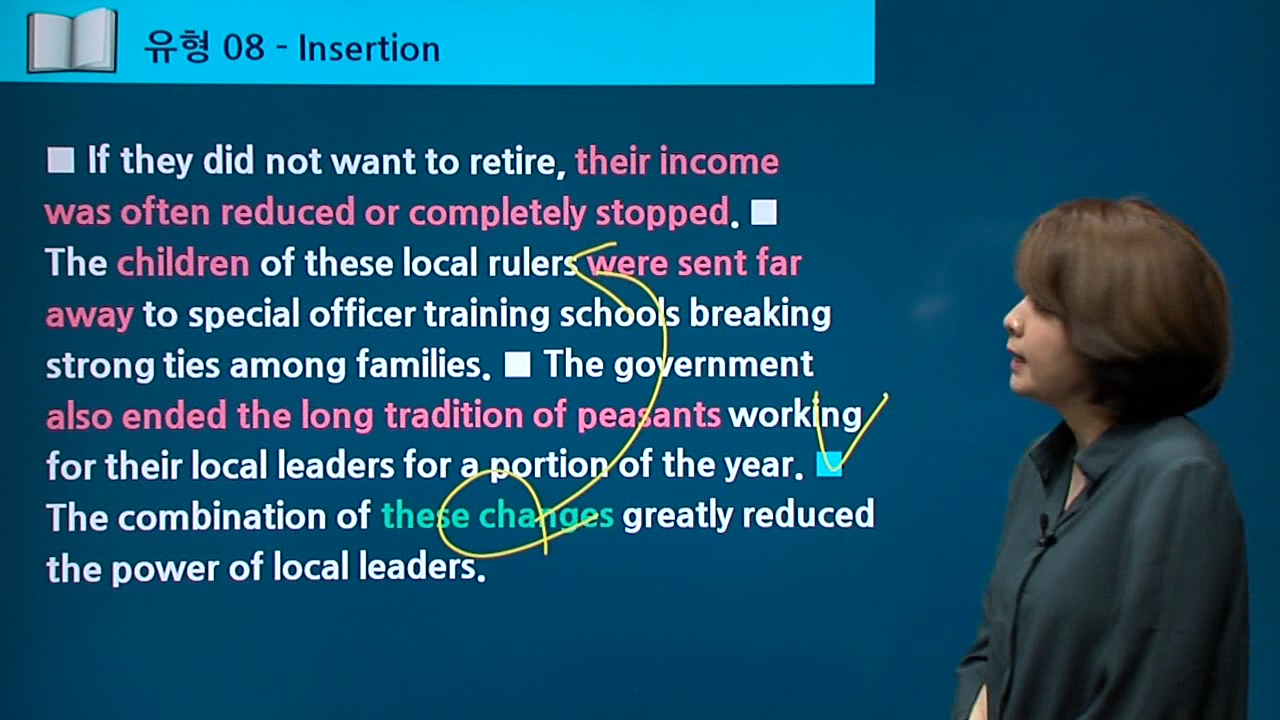 유형 08 - Insertion
■ If they did not want to retire, their income
was often reduced or completely stopped. ■
The children of these local rulers were sent far
away to special officer training schools breaking
strong ties among families. ■ The government
also ended the long tradition of peasants working
for their local leaders for a portion of the year. ■
The combination of these changes greatly reduced
the power of local leaders.